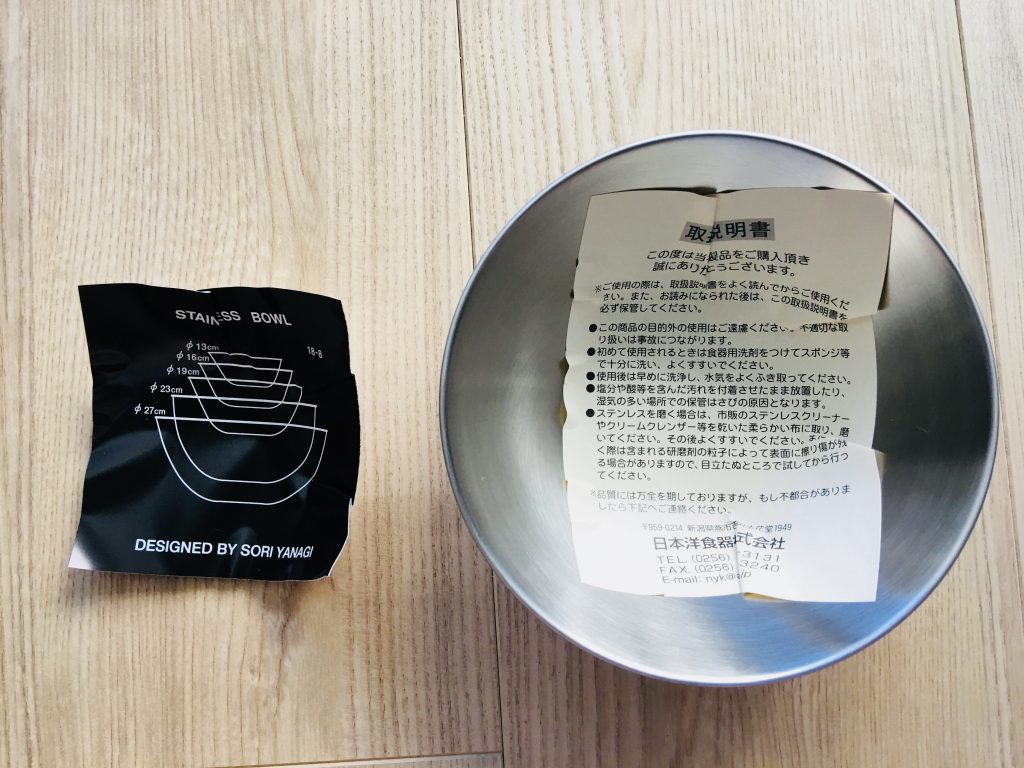 STAINLESS BOWL
18-8
φ 13cm
φ 16cm
φ 19cm
φ 23cm
φ 27cm
DESIGNED BY SORI YANAGI
取説明書
この度は当製品をご購入頂き
誠にありがとうございます。
※ご使用の際は、取扱説明書をよく読んでからご使用くだ
さい。また、お読みになられた後は、この取扱説明書を
必ず保管してください。
●この商品の目的外の使用はご遠慮ください。不適切な取
り扱いは事故につながります。
●初めて使用されるときは食器用洗剤をつけてスポンジ等
で十分に洗い、よくすすいでください。
●使用後は早めに洗浄し、水気をよくふき取ってください。
●塩分や酸等を含んだ汚れを付着させたまま放置したり、
湿気の多い場所での保管はさびの原因となります。
●ステンレスを磨く場合は、市販のステンレスクリーナー
やクリームクレンザー等を乾いた柔らかい布に取り、磨
いてください。その後よくすすいでください。
く際は含まれる研磨剤の粒子によって表面に擦り傷が残
る場合がありますので、目立たぬところで試してから行っ
てください。
※品質には万全を期しておりますが、もし不都合がありま
したら下記へご連絡ください。
〒959-0214 新潟県燕市 1949
日本洋食器株式会社
TEL. (0256) 3131
FAX. (0256) 3240
E-mail: nyk@ jp